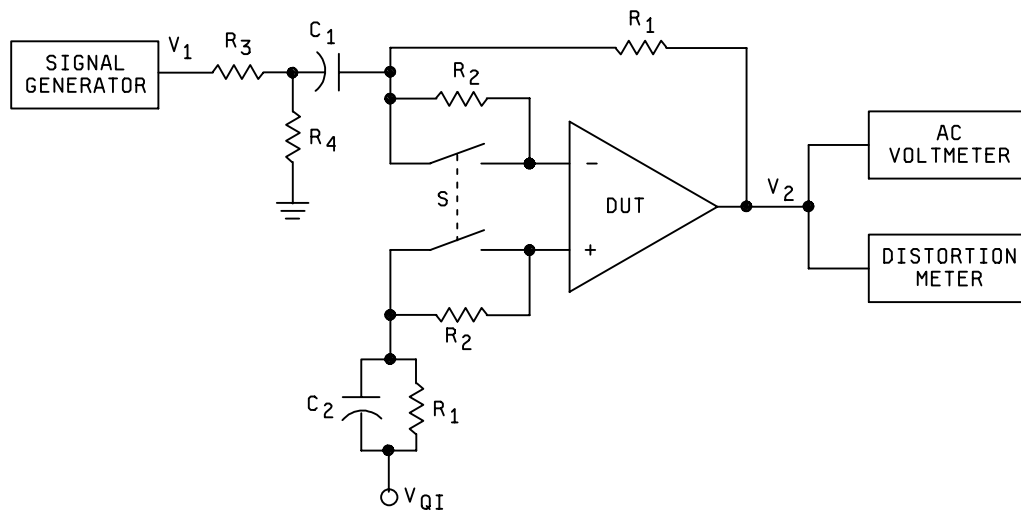 SIGNAL
GENERATOR
V1
R3
C1
R1
R4
R2
S
−
+
DUT
V2
AC
VOLTMETER
DISTORTION
METER
R2
C2
R1
VQI